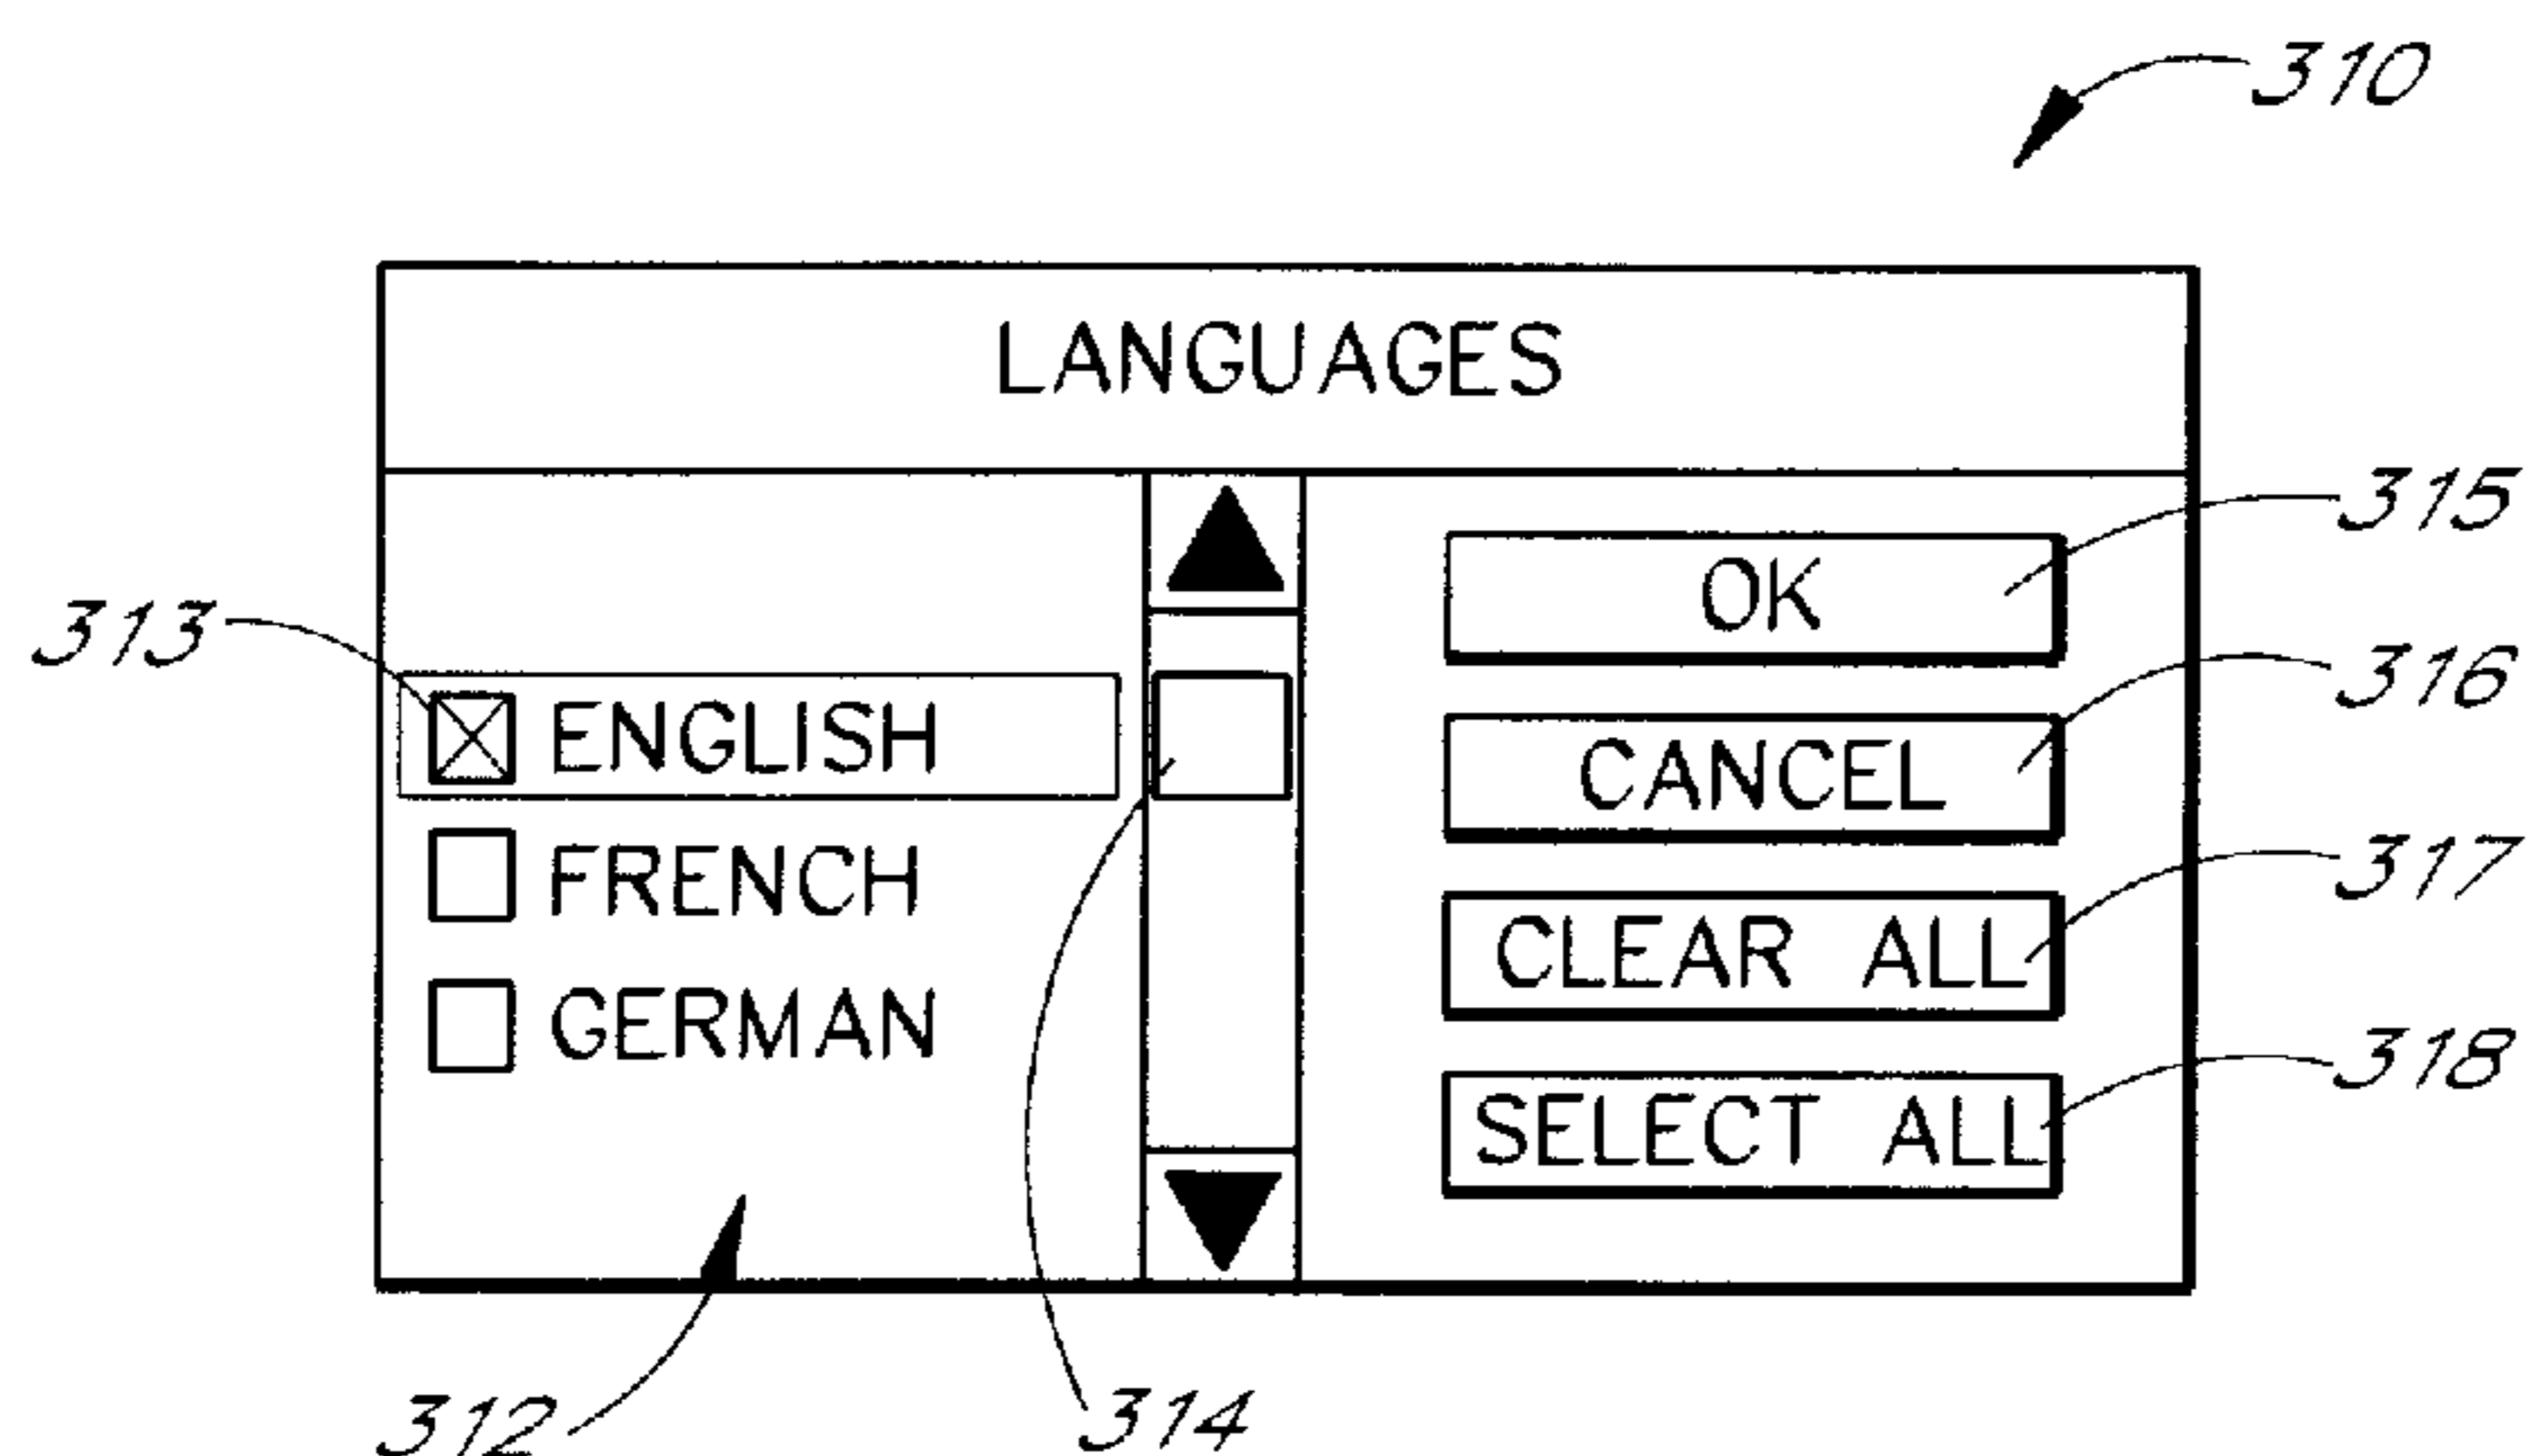 310
LANGUAGES
315
OK
313
316
ENGLISH
CANCEL
317
FRENCH
CLEAR ALL
GERMAN
318
SELECT ALL
312
314